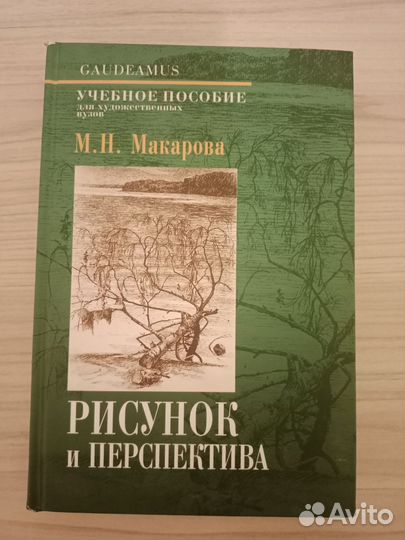 GAUDEAMUS
УЧЕБНОЕ ПОСОБИЕ
для художественных
вузов
М.Н. Макарова
РИСУНОК
и ПЕРСПЕКТИВА
Avito